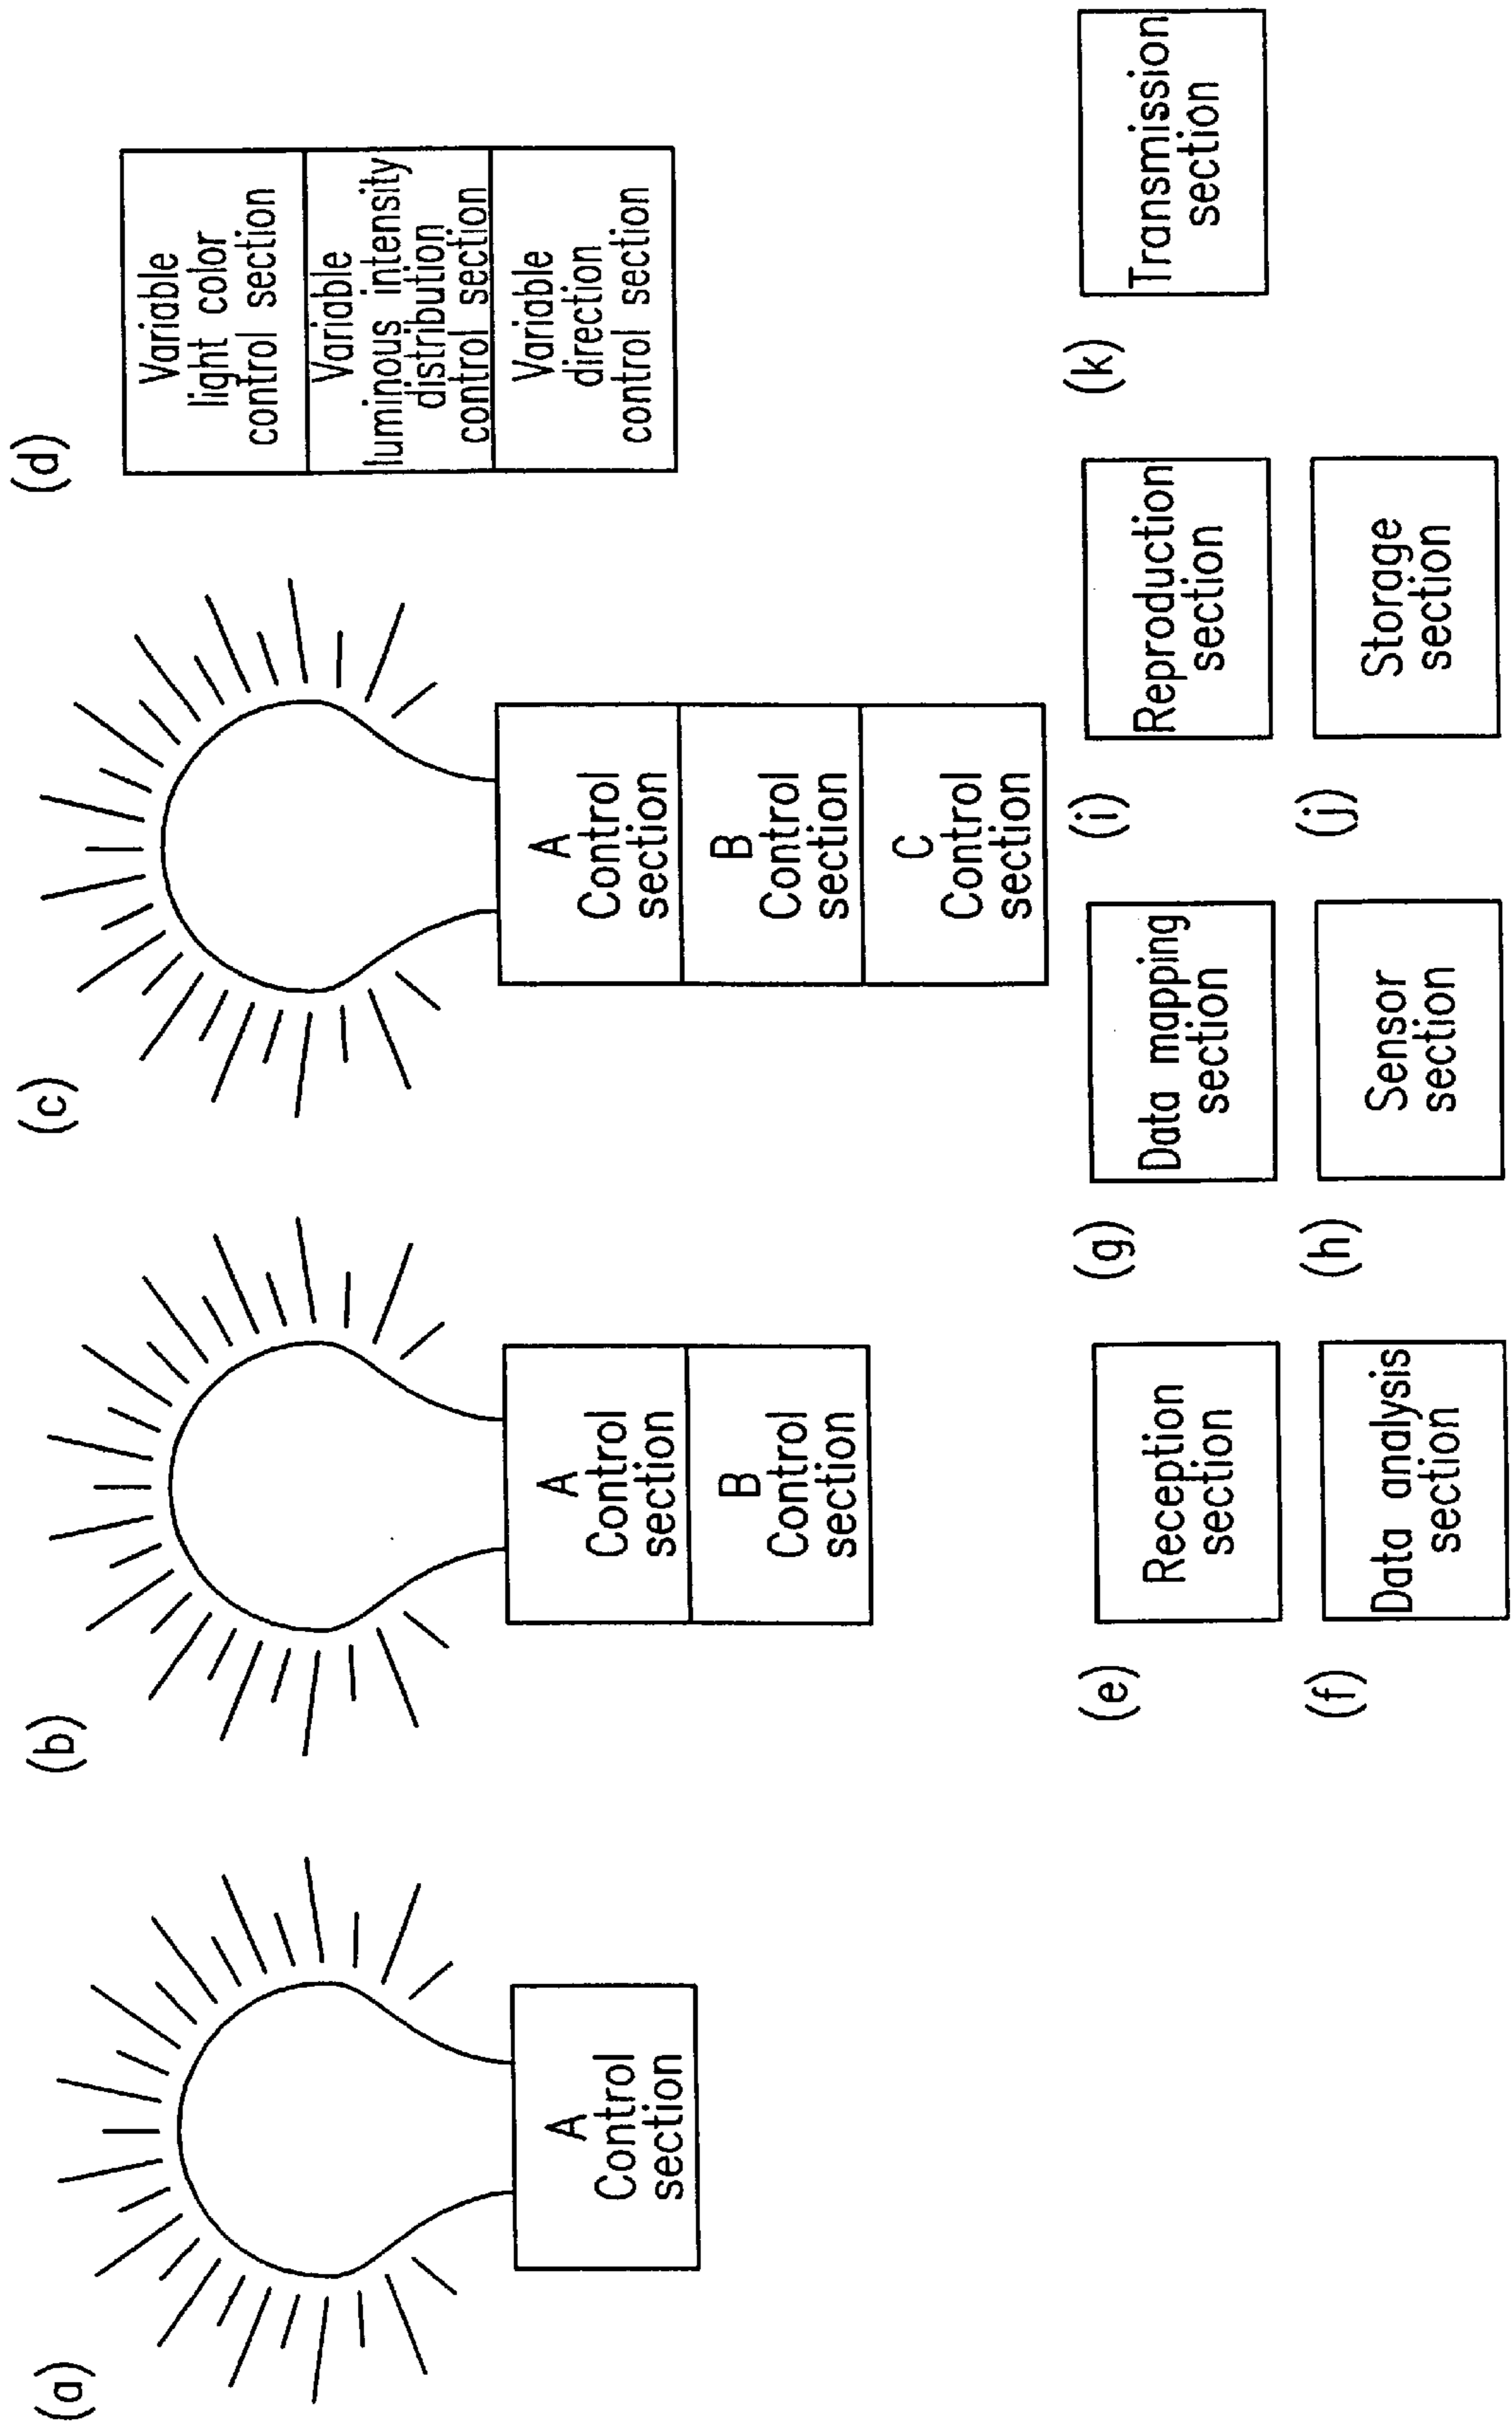 (a)
A
Control
section
(b)
A
Control
section
B
Control
section
(c)
A
Control
section
B
Control
section
C
Control
section
(d)
Variable
light color
control section
Variable
luminous intensity
distribution
control section
Variable
direction
control section
(e)
Reception
section
(f)
Data analysis
section
(g)
Data mapping
section
(h)
Sensor
section
(i)
Reproduction
section
(j)
Storage
section
(k)
Transmission
section